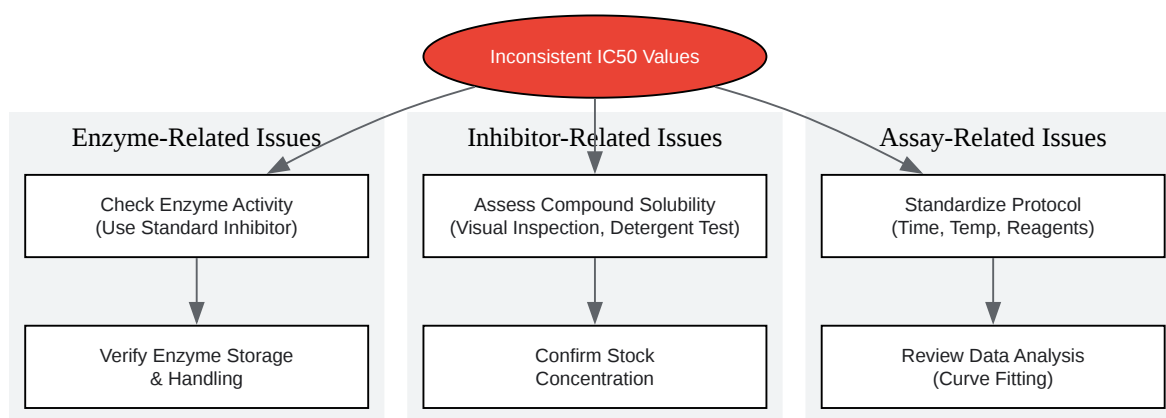 Inconsistent IC50 Values
Enzyme-Related Issues
Check Enzyme Activity
(Use Standard Inhibitor)
Verify Enzyme Storage
& Handling
Inhibitor-Related Issues
Assess Compound Solubility
(Visual Inspection, Detergent Test)
Confirm Stock
Concentration
Assay-Related Issues
Standardize Protocol
(Time, Temp, Reagents)
Review Data Analysis
(Curve Fitting)